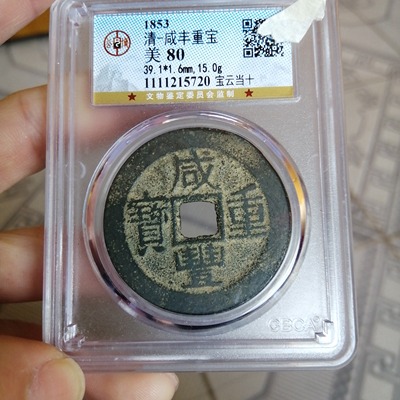 1853
清-咸丰重宝
美 80
39.1*1.6mm,15.0g
1111215720 宝云当十
★ 文物鉴定委员会监制 ★
咸豐重寶